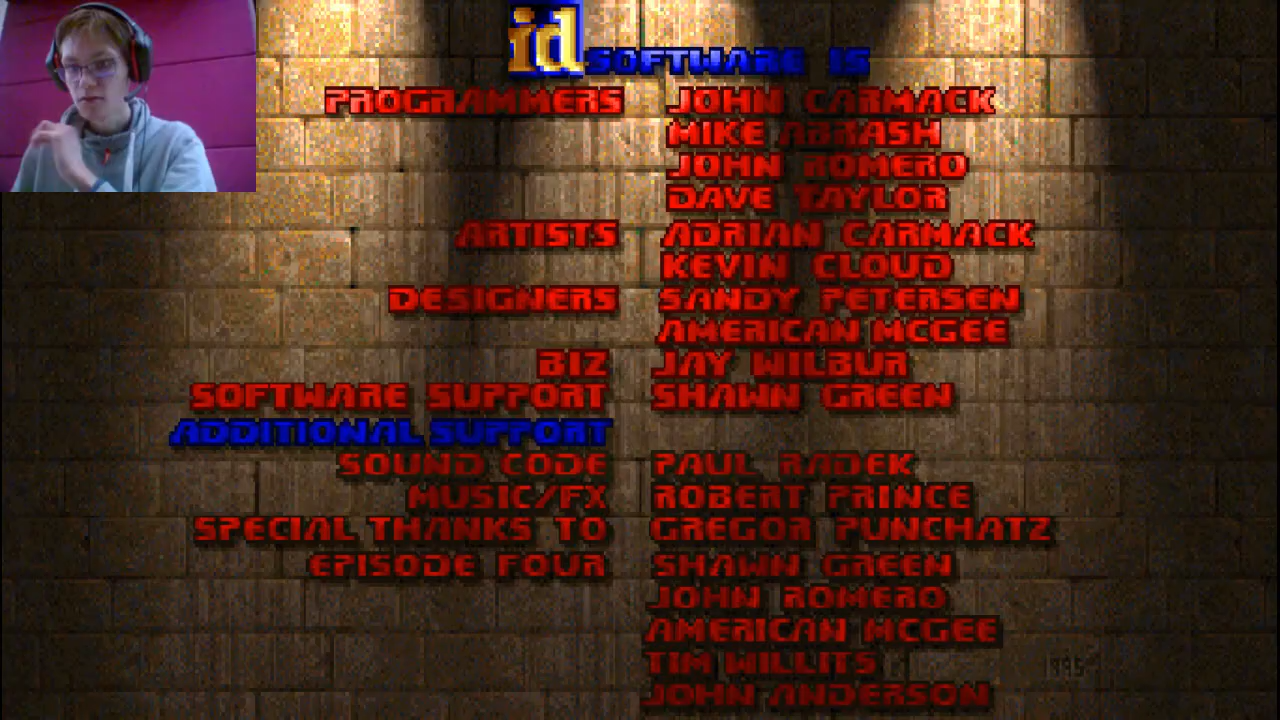 id SOFTWARE IS
PROGRAMMERS JOHN CARMACK
MIKE ABRASH
JOHN ROMERO
DAVE TAYLOR
ARTISTS ADRIAN CARMACK
KEVIN CLOUD
DESIGNERS SANDY PETERSEN
AMERICAN MCGEE
BIZ JAY WILBUR
SOFTWARE SUPPORT SHAWN GREEN
ADDITIONAL SUPPORT
SOUND CODE PAUL RADEK
MUSIC/FX ROBERT PRINCE
SPECIAL THANKS TO GREGOR PUNCHATZ
EPISODE FOUR SHAWN GREEN
JOHN ROMERO
AMERICAN MCGEE
TIM WILLITS
JOHN ANDERSON